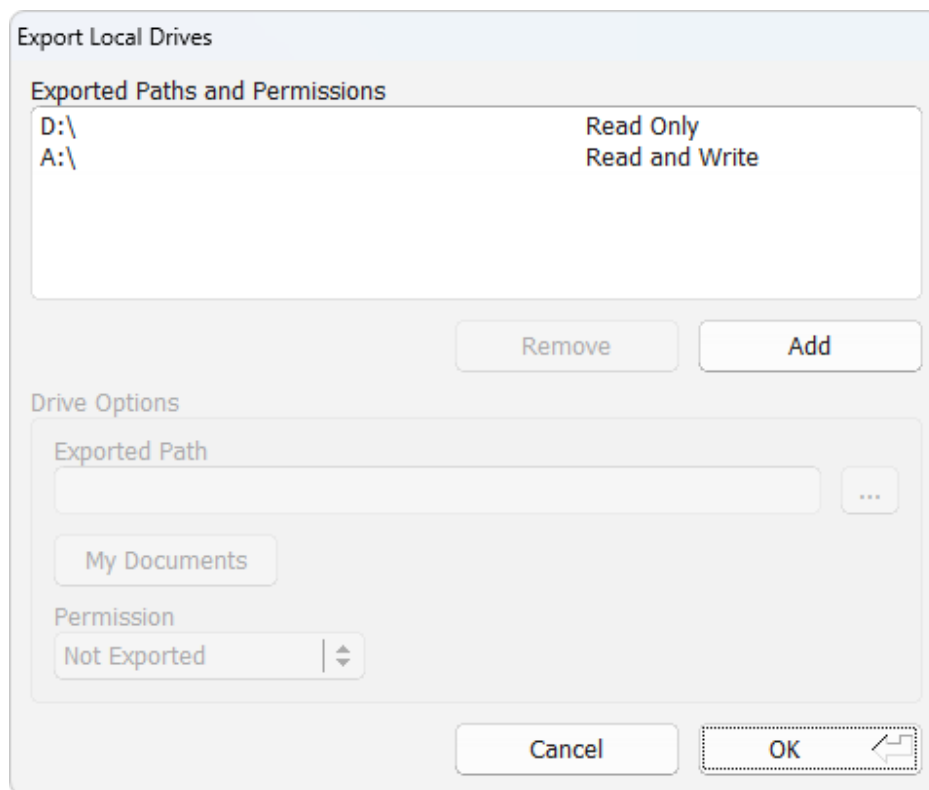 Export Local Drives
Exported Paths and Permissions
D:\ Read Only
A:\ Read and Write
Remove Add
Drive Options
Exported Path
...
My Documents
Permission
Not Exported
Cancel OK